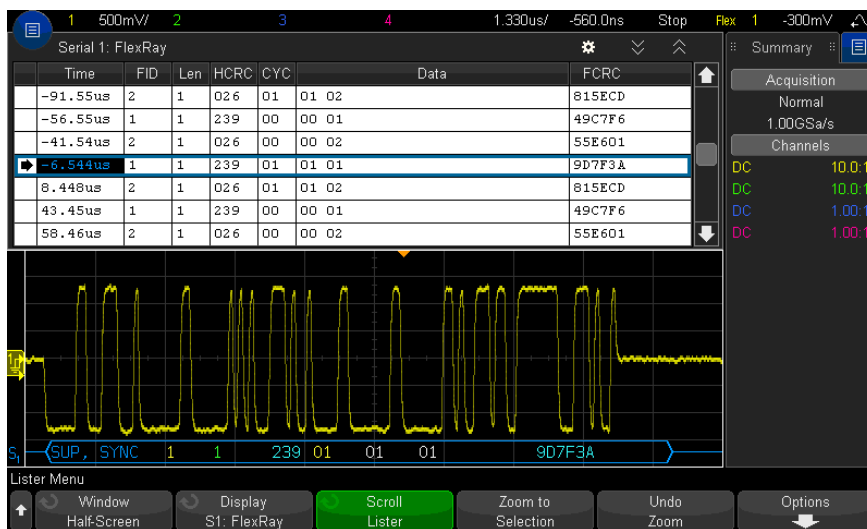 1 500mV/ 2 3 4 1.330us/ -560.0ns Stop Flex 1 -300mV
Serial 1: FlexRay
Summary
Time FID Len HCRC CYC Data FCRC
-91.55us 2 1 026 01 01 02 815ECD
-56.55us 1 1 239 00 00 01 49C7F6
-41.54us 2 1 026 00 00 02 55E601
-6.544us 1 1 239 01 01 01 9D7F3A
8.448us 2 1 026 01 01 02 815ECD
43.45us 1 1 239 00 00 01 49C7F6
58.46us 2 1 026 00 00 02 55E601
Acquisition
Normal
1.00GSa/s
Channels
DC 10.0:1
DC 10.0:1
DC 1.00:1
DC 1.00:1
1
S1 SUP, SYNC 1 1 239 01 01 01 9D7F3A
Lister Menu
Window
Half-Screen
Display
S1: FlexRay
Scroll
Lister
Zoom to
Selection
Undo
Zoom
Options